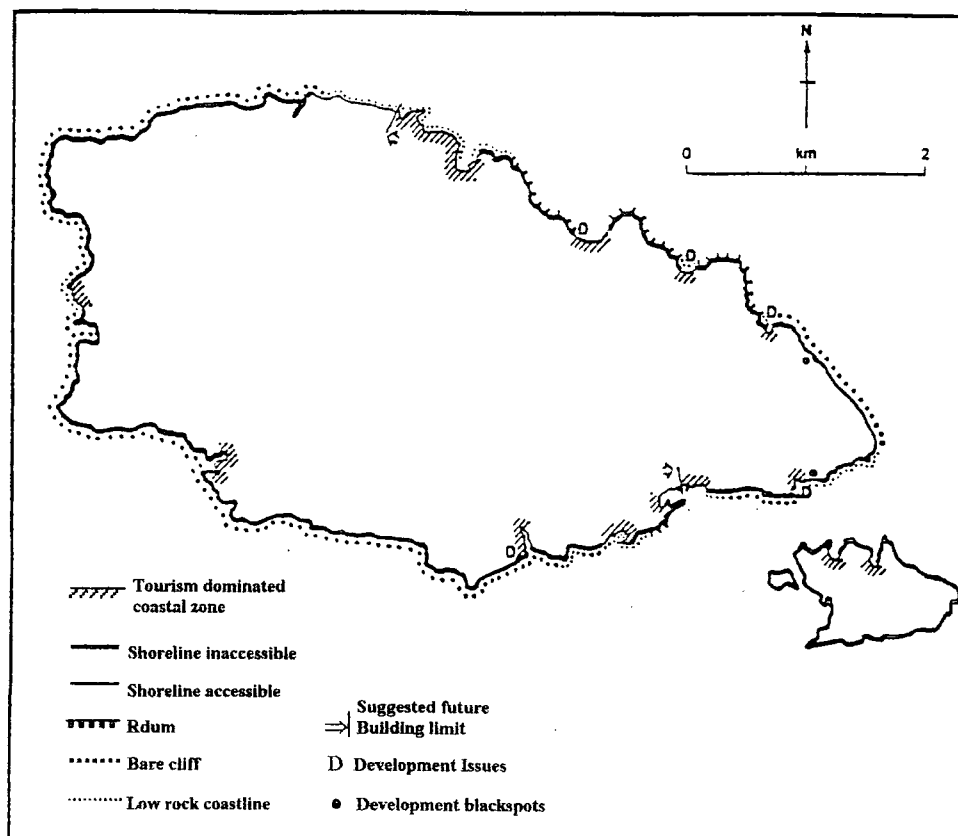 N
0 km 2
D
D
D
D
D
Tourism dominated
coastal zone
Shoreline inaccessible
Shoreline accessible
Rdum
Bare cliff
Low rock coastline
Suggested future
Building limit
D Development Issues
Development blackspots